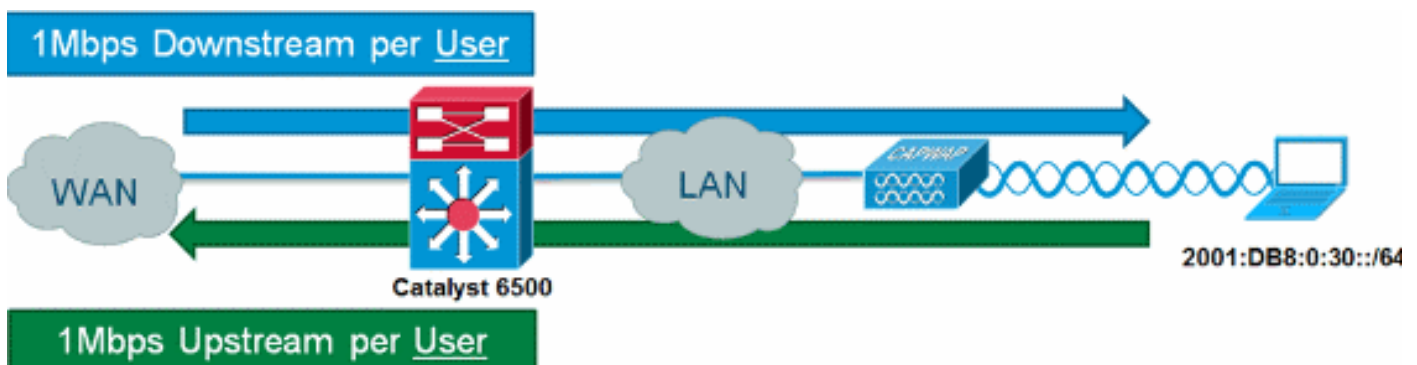 1Mbps Downstream per User
WAN
LAN
CAPWAP
2001:DB8:0:30::/64
Catalyst 6500
1Mbps Upstream per User